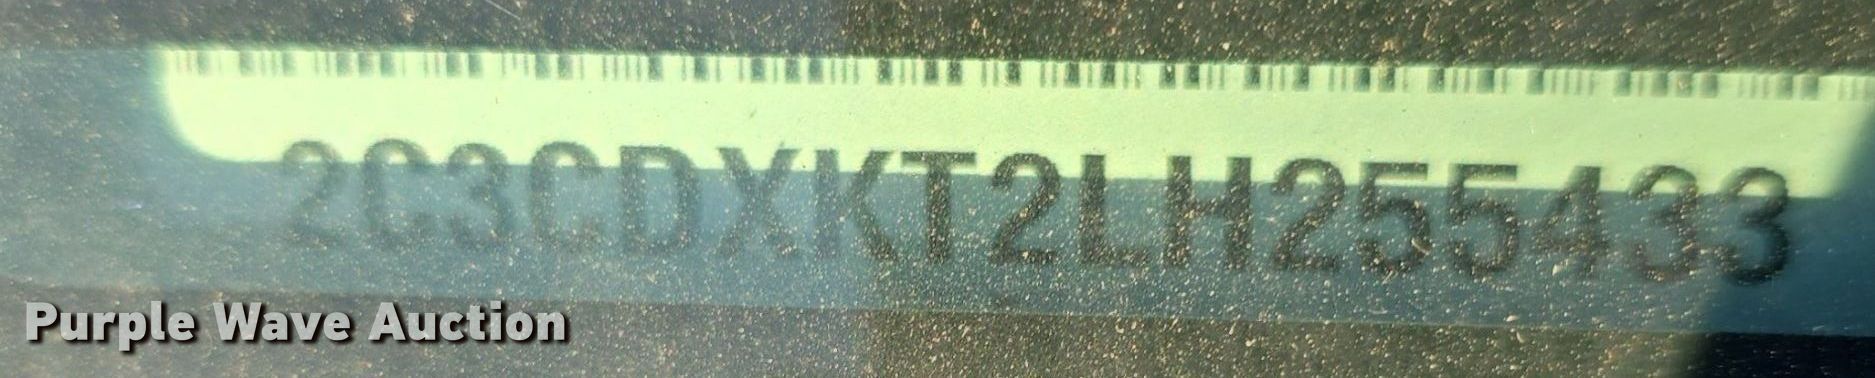 2C3CDXKT2LH255433
Purple Wave Auction